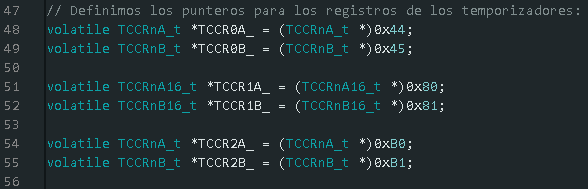 47 // Definimos los punteros para los registros de los temporizadores:
48 volatile TCCRnA_t *TCCR0A_ = (TCCRnA_t *)0x44;
49 volatile TCCRnB_t *TCCR0B_ = (TCCRnB_t *)0x45;
50
51 volatile TCCRnA16_t *TCCR1A_ = (TCCRnA16_t *)0x80;
52 volatile TCCRnB16_t *TCCR1B_ = (TCCRnB16_t *)0x81;
53
54 volatile TCCRnA_t *TCCR2A_ = (TCCRnA_t *)0xB0;
55 volatile TCCRnB_t *TCCR2B_ = (TCCRnB_t *)0xB1;
56